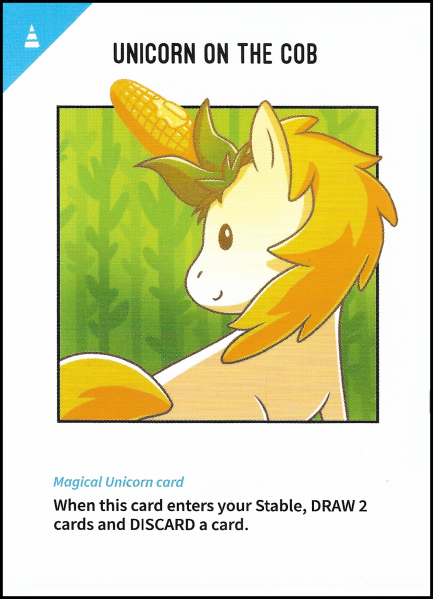 UNICORN ON THE COB
Magical Unicorn card
When this card enters your Stable, DRAW 2
cards and DISCARD a card.